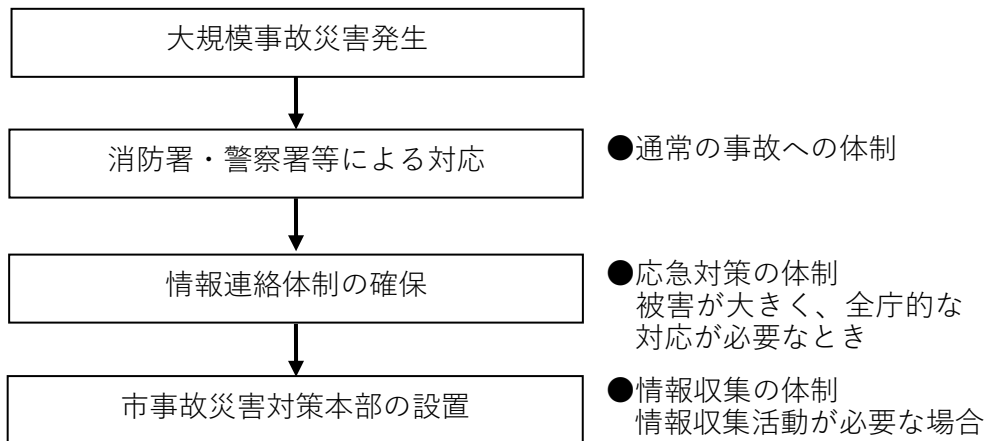 大規模事故災害発生
消防署・警察署等による対応
●通常の事故への体制
情報連絡体制の確保
●応急対策の体制
被害が大きく、全庁的な
対応が必要なとき
市事故災害対策本部の設置
●情報収集の体制
情報収集活動が必要な場合